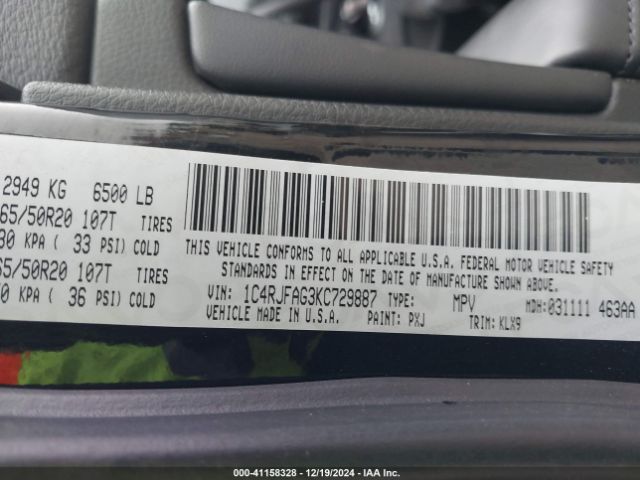 2949 KG 6500 LB
65/50R20 107T TIRES
30 KPA ( 33 PSI) COLD
65/50R20 107T TIRES
0 KPA ( 36 PSI) COLD
THIS VEHICLE CONFORMS TO ALL APPLICABLE U.S.A. FEDERAL MOTOR VEHICLE SAFETY
STANDARDS IN EFFECT ON THE DATE OF MANUFACTURE SHOWN ABOVE.
VIN: 1C4RJFAG3KC729887 TYPE: MPV MDH:031111 463AA
VEHICLE MADE IN U.S.A. PAINT: PXJ TRIM: KLX9
000-41158328 - 12/19/2024 - IAA Inc.